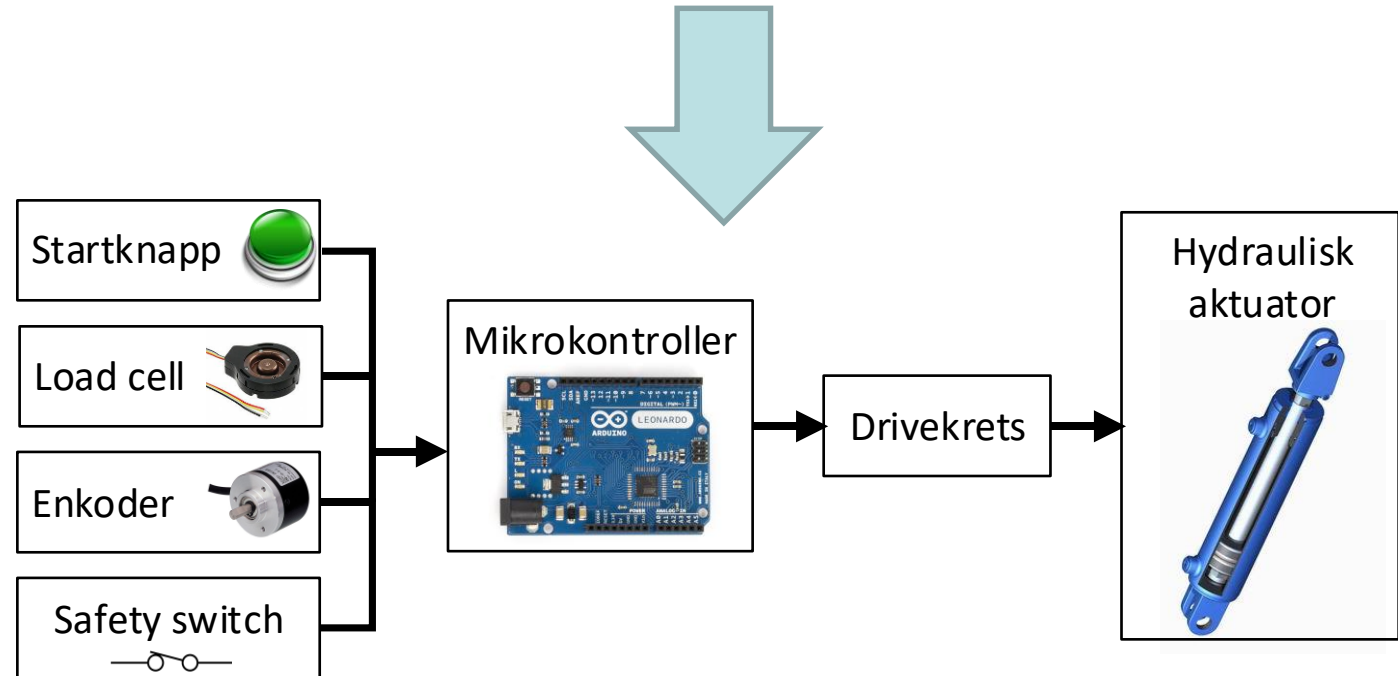 Startknapp
Load cell
Enkoder
Safety switch
Mikrokontroller
ARDUINO
LEONARDO
Drivekrets
Hydraulisk
aktuator